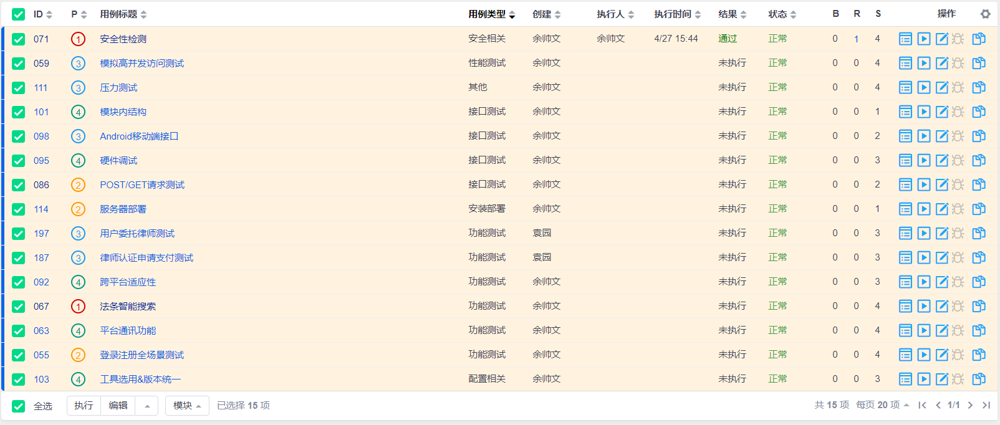 ID P 用例标题 用例类型 创建 执行人 执行时间 结果 状态 B R S 操作
071 1 安全性检测 安全相关 余帅文 余帅文 4/27 15:44 通过 正常 0 1 4
059 3 模拟高并发访问测试 性能测试 余帅文 未执行 正常 0 0 4
111 3 压力测试 其他 余帅文 未执行 正常 0 0 4
101 4 模块内结构 接口测试 余帅文 未执行 正常 0 0 1
098 3 Android移动端接口 接口测试 余帅文 未执行 正常 0 0 2
095 4 硬件调试 接口测试 余帅文 未执行 正常 0 0 3
086 2 POST/GET请求测试 接口测试 余帅文 未执行 正常 0 0 2
114 2 服务器部署 安装部署 余帅文 未执行 正常 0 0 1
197 3 用户委托律师测试 功能测试 袁园 未执行 正常 0 0 3
187 3 律师认证申请支付测试 功能测试 袁园 未执行 正常 0 0 3
092 4 跨平台适应性 功能测试 余帅文 未执行 正常 0 0 3
067 1 法条智能搜索 功能测试 余帅文 未执行 正常 0 0 4
063 4 平台通讯功能 功能测试 余帅文 未执行 正常 0 0 4
055 2 登录注册全场景测试 功能测试 余帅文 未执行 正常 0 0 4
103 4 工具选用&版本统一 配置相关 余帅文 未执行 正常 0 0 3
全选 执行 编辑 模块 已选择 15 项 共 15 项 每页 20 项 1/1